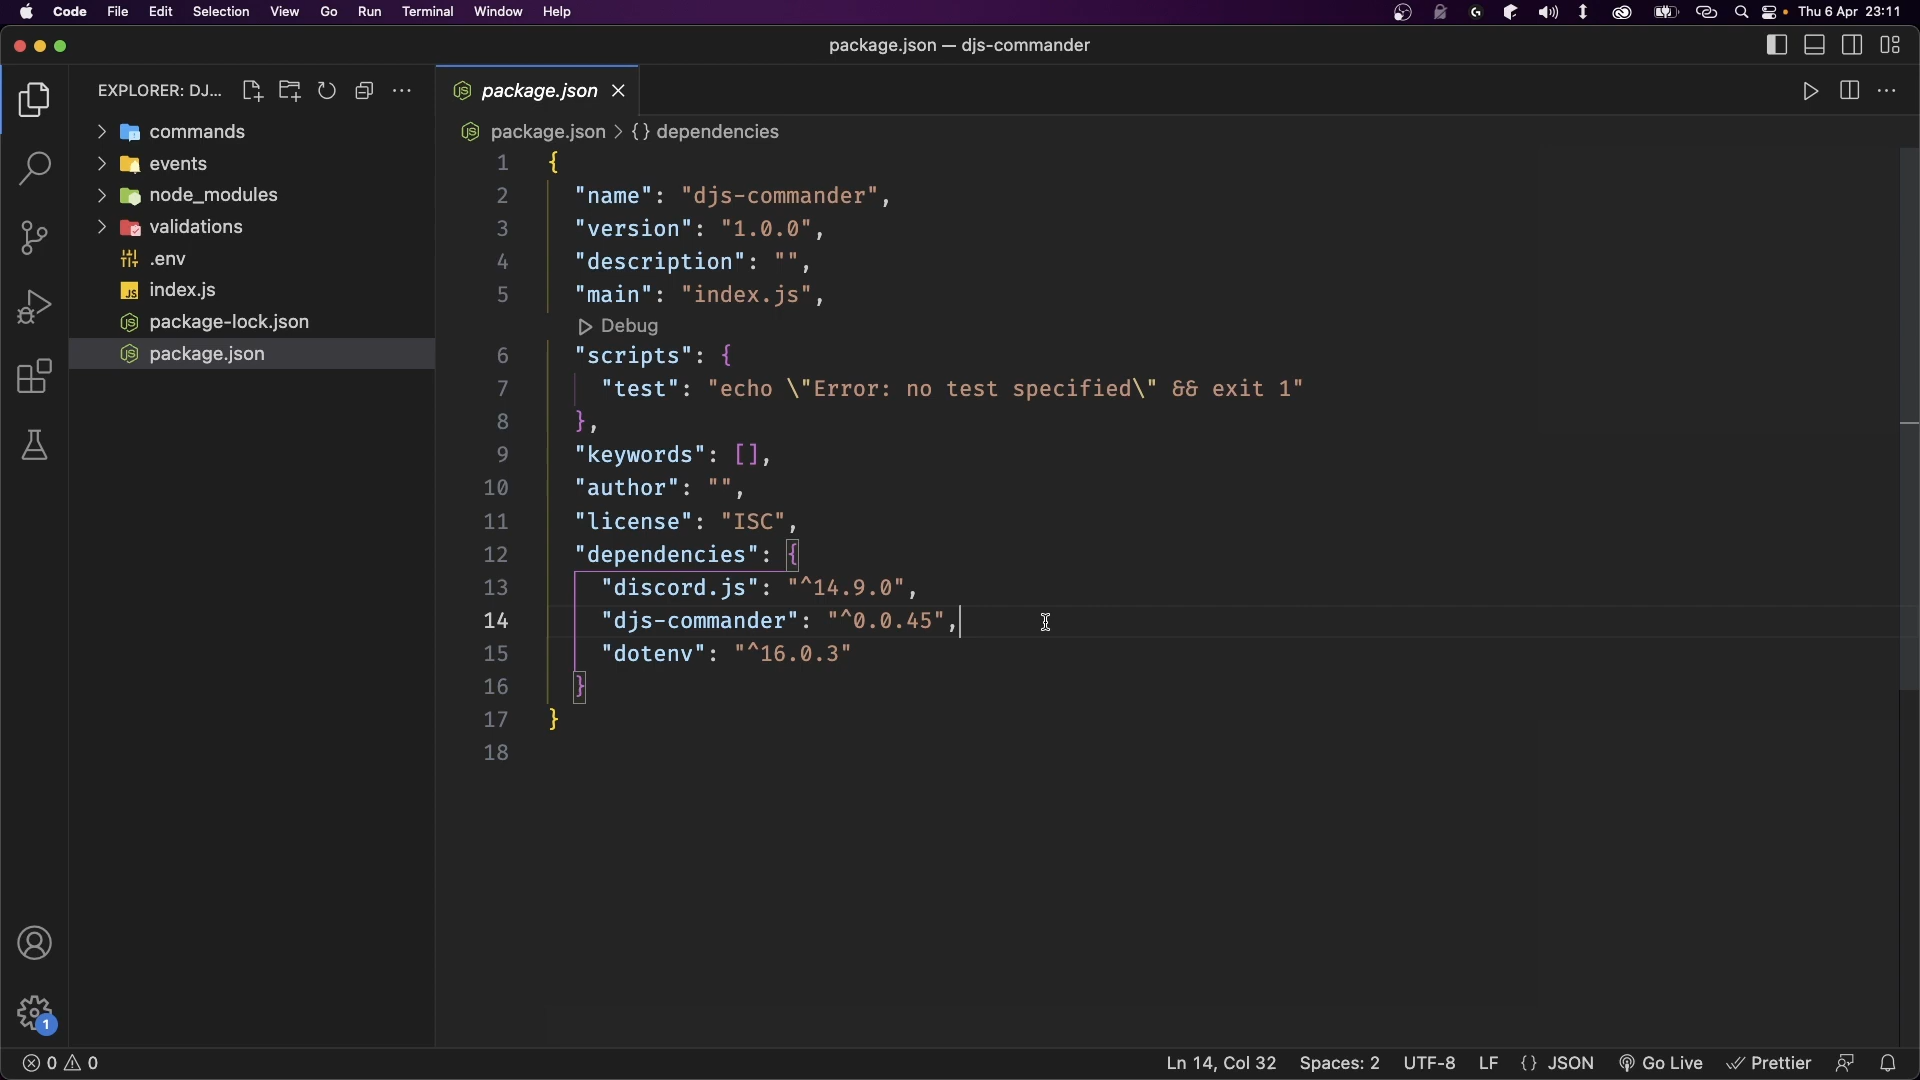 Code File Edit Selection View Go Run Terminal Window Help Thu 6 Apr 23:11
package.json — djs-commander
EXPLORER: DJ...
commands
events
node_modules
validations
.env
index.js
package-lock.json
package.json
package.json
package.json > {} dependencies
1 {
2 "name": "djs-commander",
3 "version": "1.0.0",
4 "description": "",
5 "main": "index.js",
Debug
6 "scripts": {
7 "test": "echo \"Error: no test specified\" && exit 1"
8 },
9 "keywords": [],
10 "author": "",
11 "license": "ISC",
12 "dependencies": {
13 "discord.js": "^14.9.0",
14 "djs-commander": "^0.0.45",
15 "dotenv": "^16.0.3"
16 }
17 }
18
1
0 0 Ln 14, Col 32 Spaces: 2 UTF-8 LF {} JSON Go Live Prettier